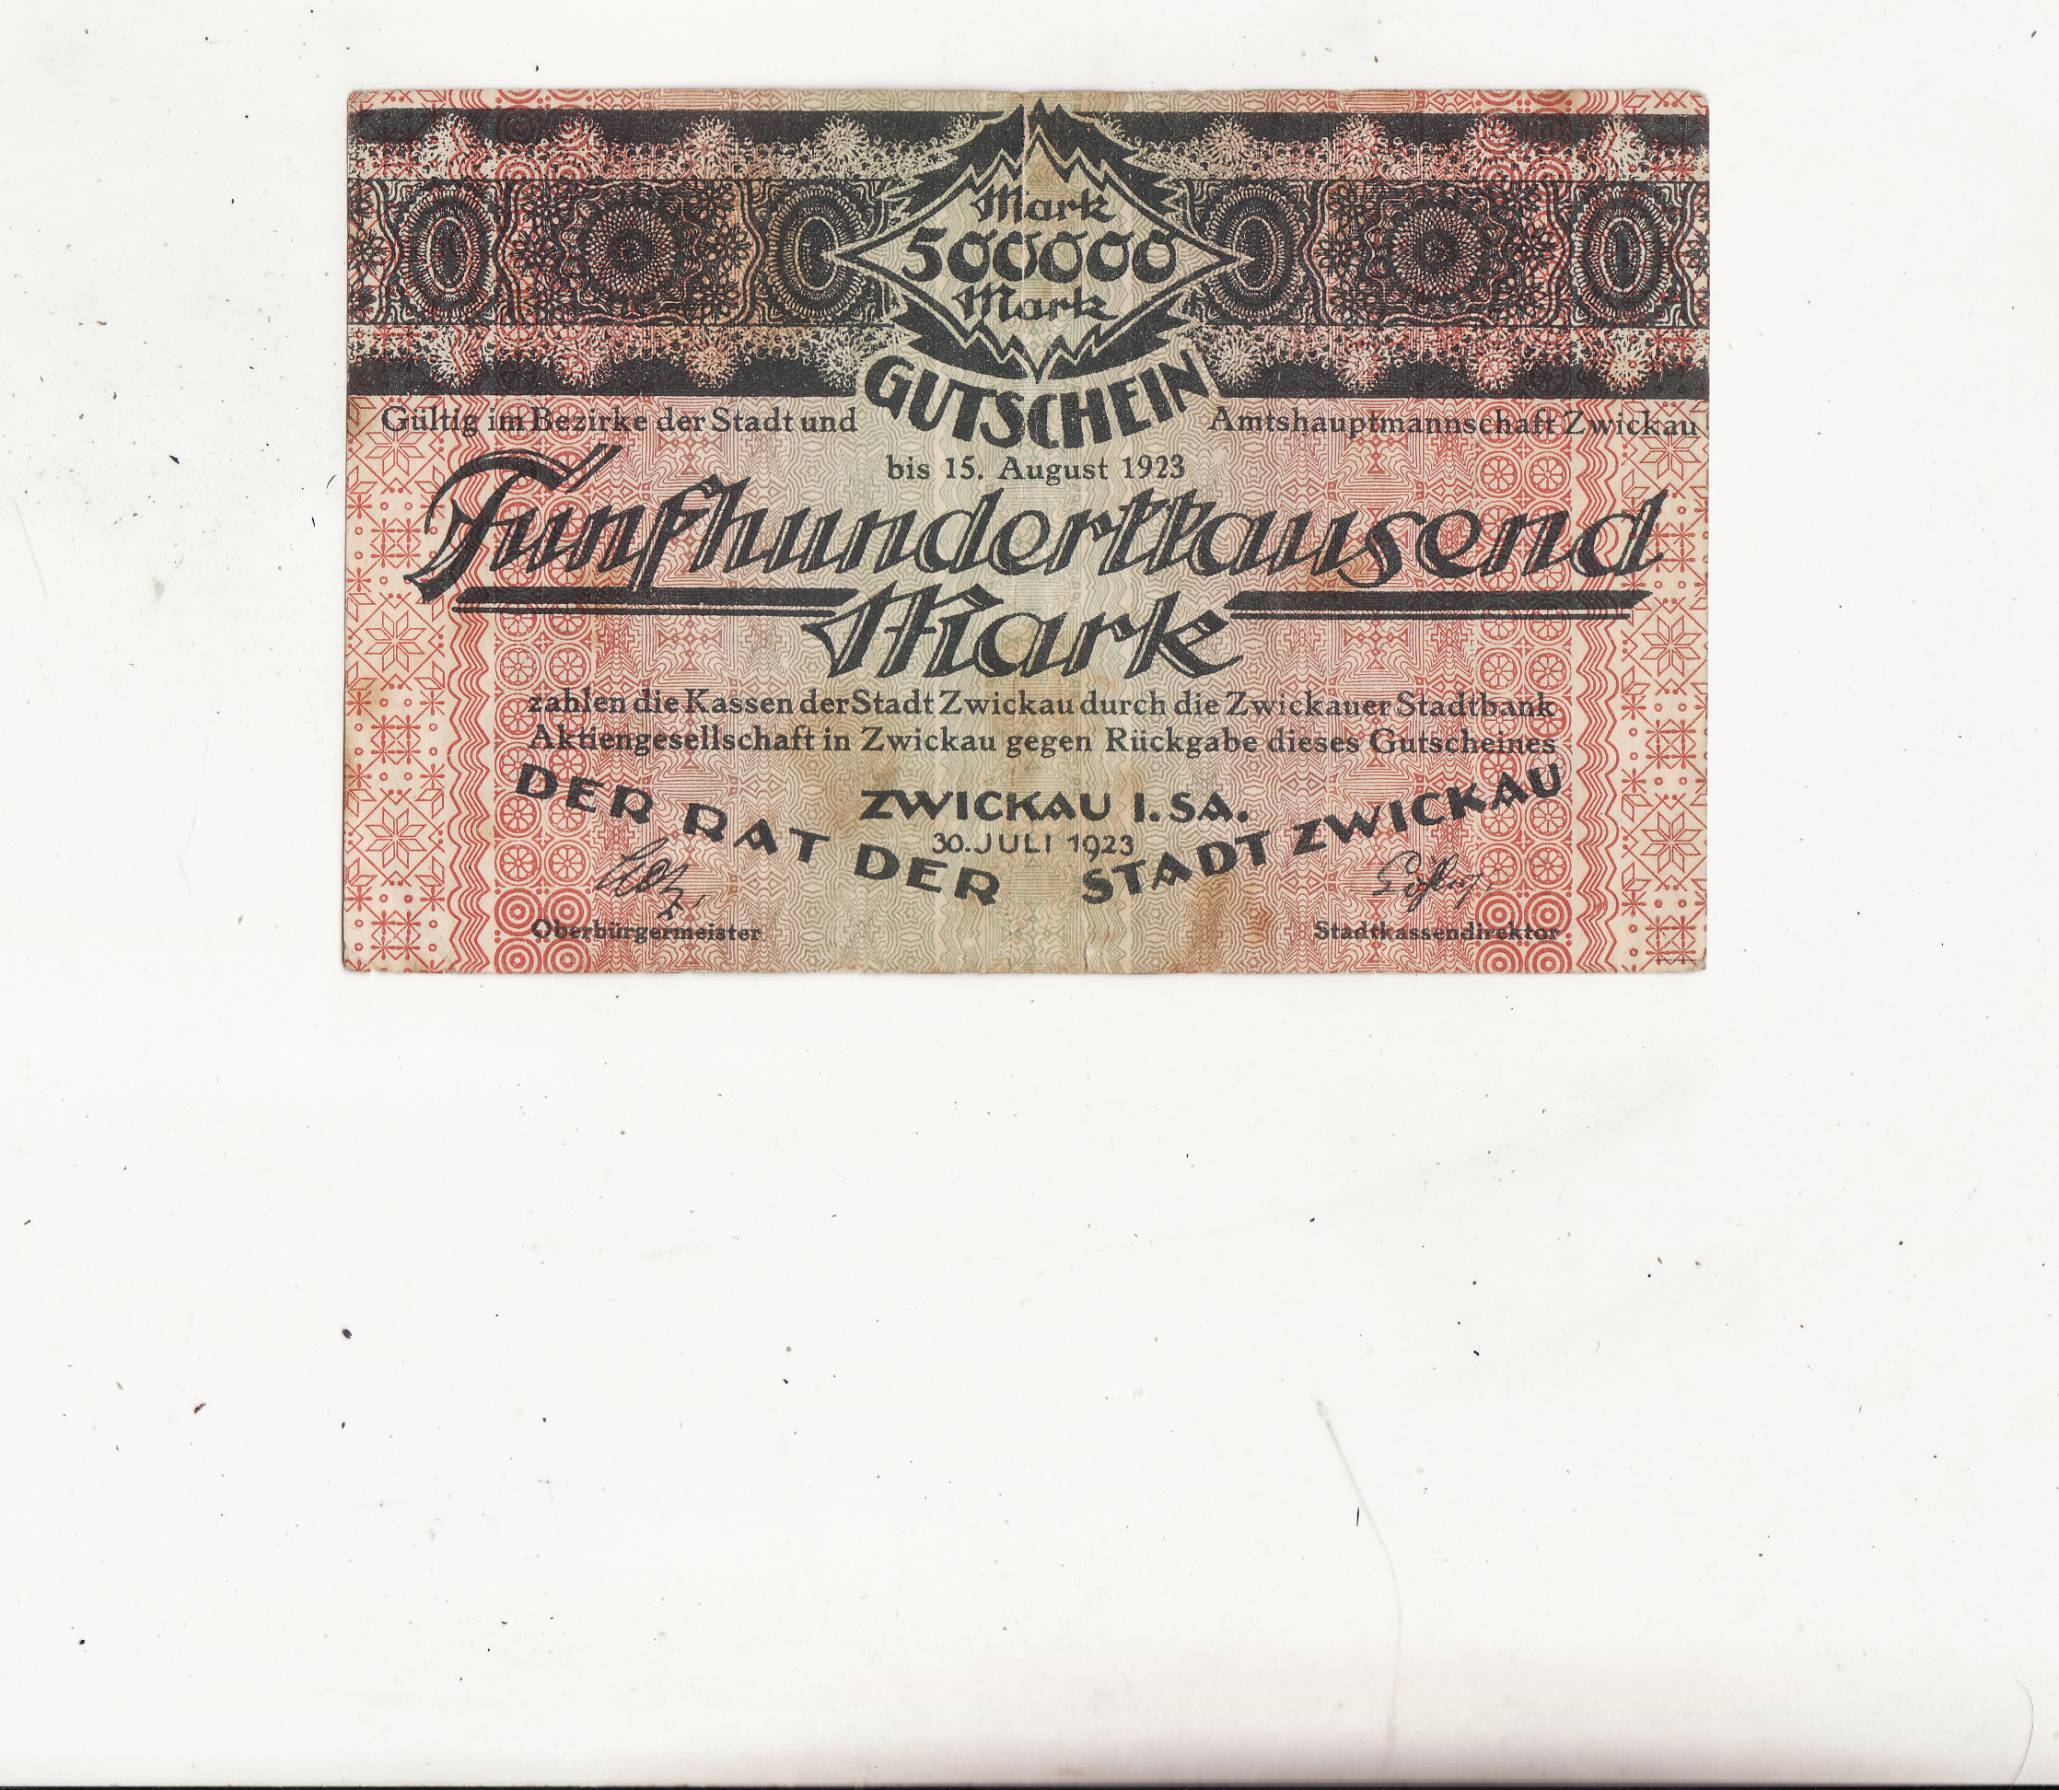 Mark
500000
Mark
GUTSCHEIN
Gültig im Bezirke der Stadt und Amtshauptmannschaft Zwickau
bis 15. August 1923
Fünfhunderttausend
Mark
zahlen die Kassen der Stadt Zwickau durch die Zwickauer Stadtbank
Aktiengesellschaft in Zwickau gegen Rückgabe dieses Gutscheines
ZWICKAU I. SA.
30. JULI 1923
DER RAT DER STADT ZWICKAU
Oberbürgermeister Stadtkassendirektor